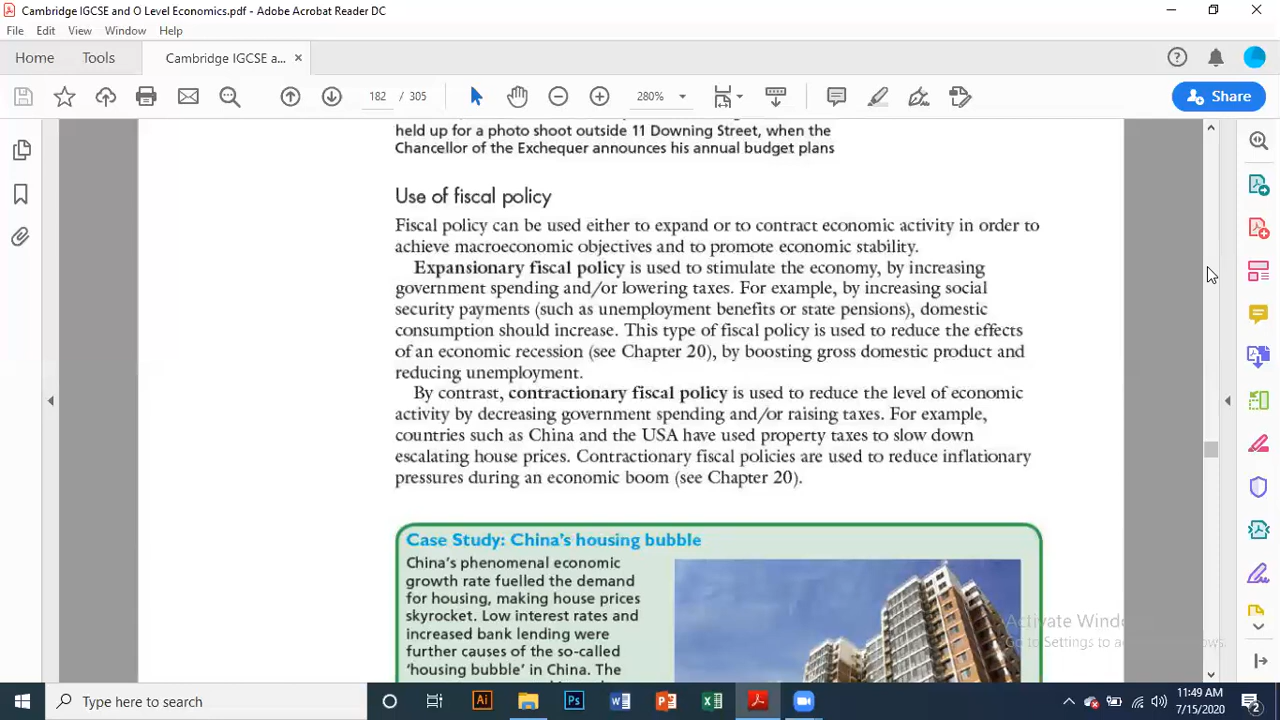 Cambridge IGCSE and O Level Economics.pdf - Adobe Acrobat Reader DC
File Edit View Window Help
Home Tools Cambridge IGCSE and... ×
182 / 305 280% Share
held up for a photo shoot outside 11 Downing Street, when the
Chancellor of the Exchequer announces his annual budget plans
Use of fiscal policy
Fiscal policy can be used either to expand or to contract economic activity in order to
achieve macroeconomic objectives and to promote economic stability.
Expansionary fiscal policy is used to stimulate the economy, by increasing
government spending and/or lowering taxes. For example, by increasing social
security payments (such as unemployment benefits or state pensions), domestic
consumption should increase. This type of fiscal policy is used to reduce the effects
of an economic recession (see Chapter 20), by boosting gross domestic product and
reducing unemployment.
By contrast, contractionary fiscal policy is used to reduce the level of economic
activity by decreasing government spending and/or raising taxes. For example,
countries such as China and the USA have used property taxes to slow down
escalating house prices. Contractionary fiscal policies are used to reduce inflationary
pressures during an economic boom (see Chapter 20).
Case Study: China's housing bubble
China's phenomenal economic
growth rate fuelled the demand
for housing, making house prices
skyrocket. Low interest rates and
increased bank lending were
further causes of the so-called
'housing bubble' in China. The
Activate Windo
Go to Settings to activate Windows.
Type here to search
11:49 AM
7/15/2020
2